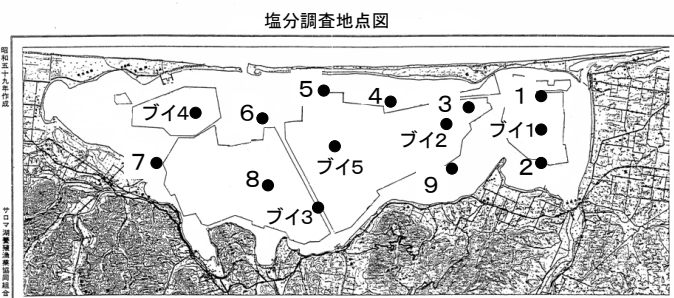 塩分調査地点図
昭和五十九年作成
サロマ湖養殖漁業協同組合
5
4
3
1
ブイ4
6
ブイ2
ブイ1
ブイ5
7
8
9
2
ブイ3